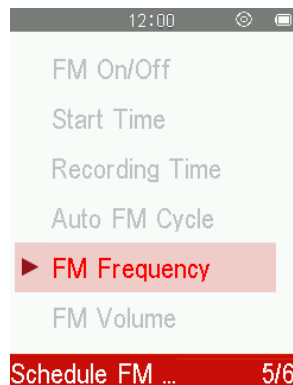 12:00
FM On/Off
Start Time
Recording Time
Auto FM Cycle
FM Frequency
FM Volume
Schedule FM ... 5/6